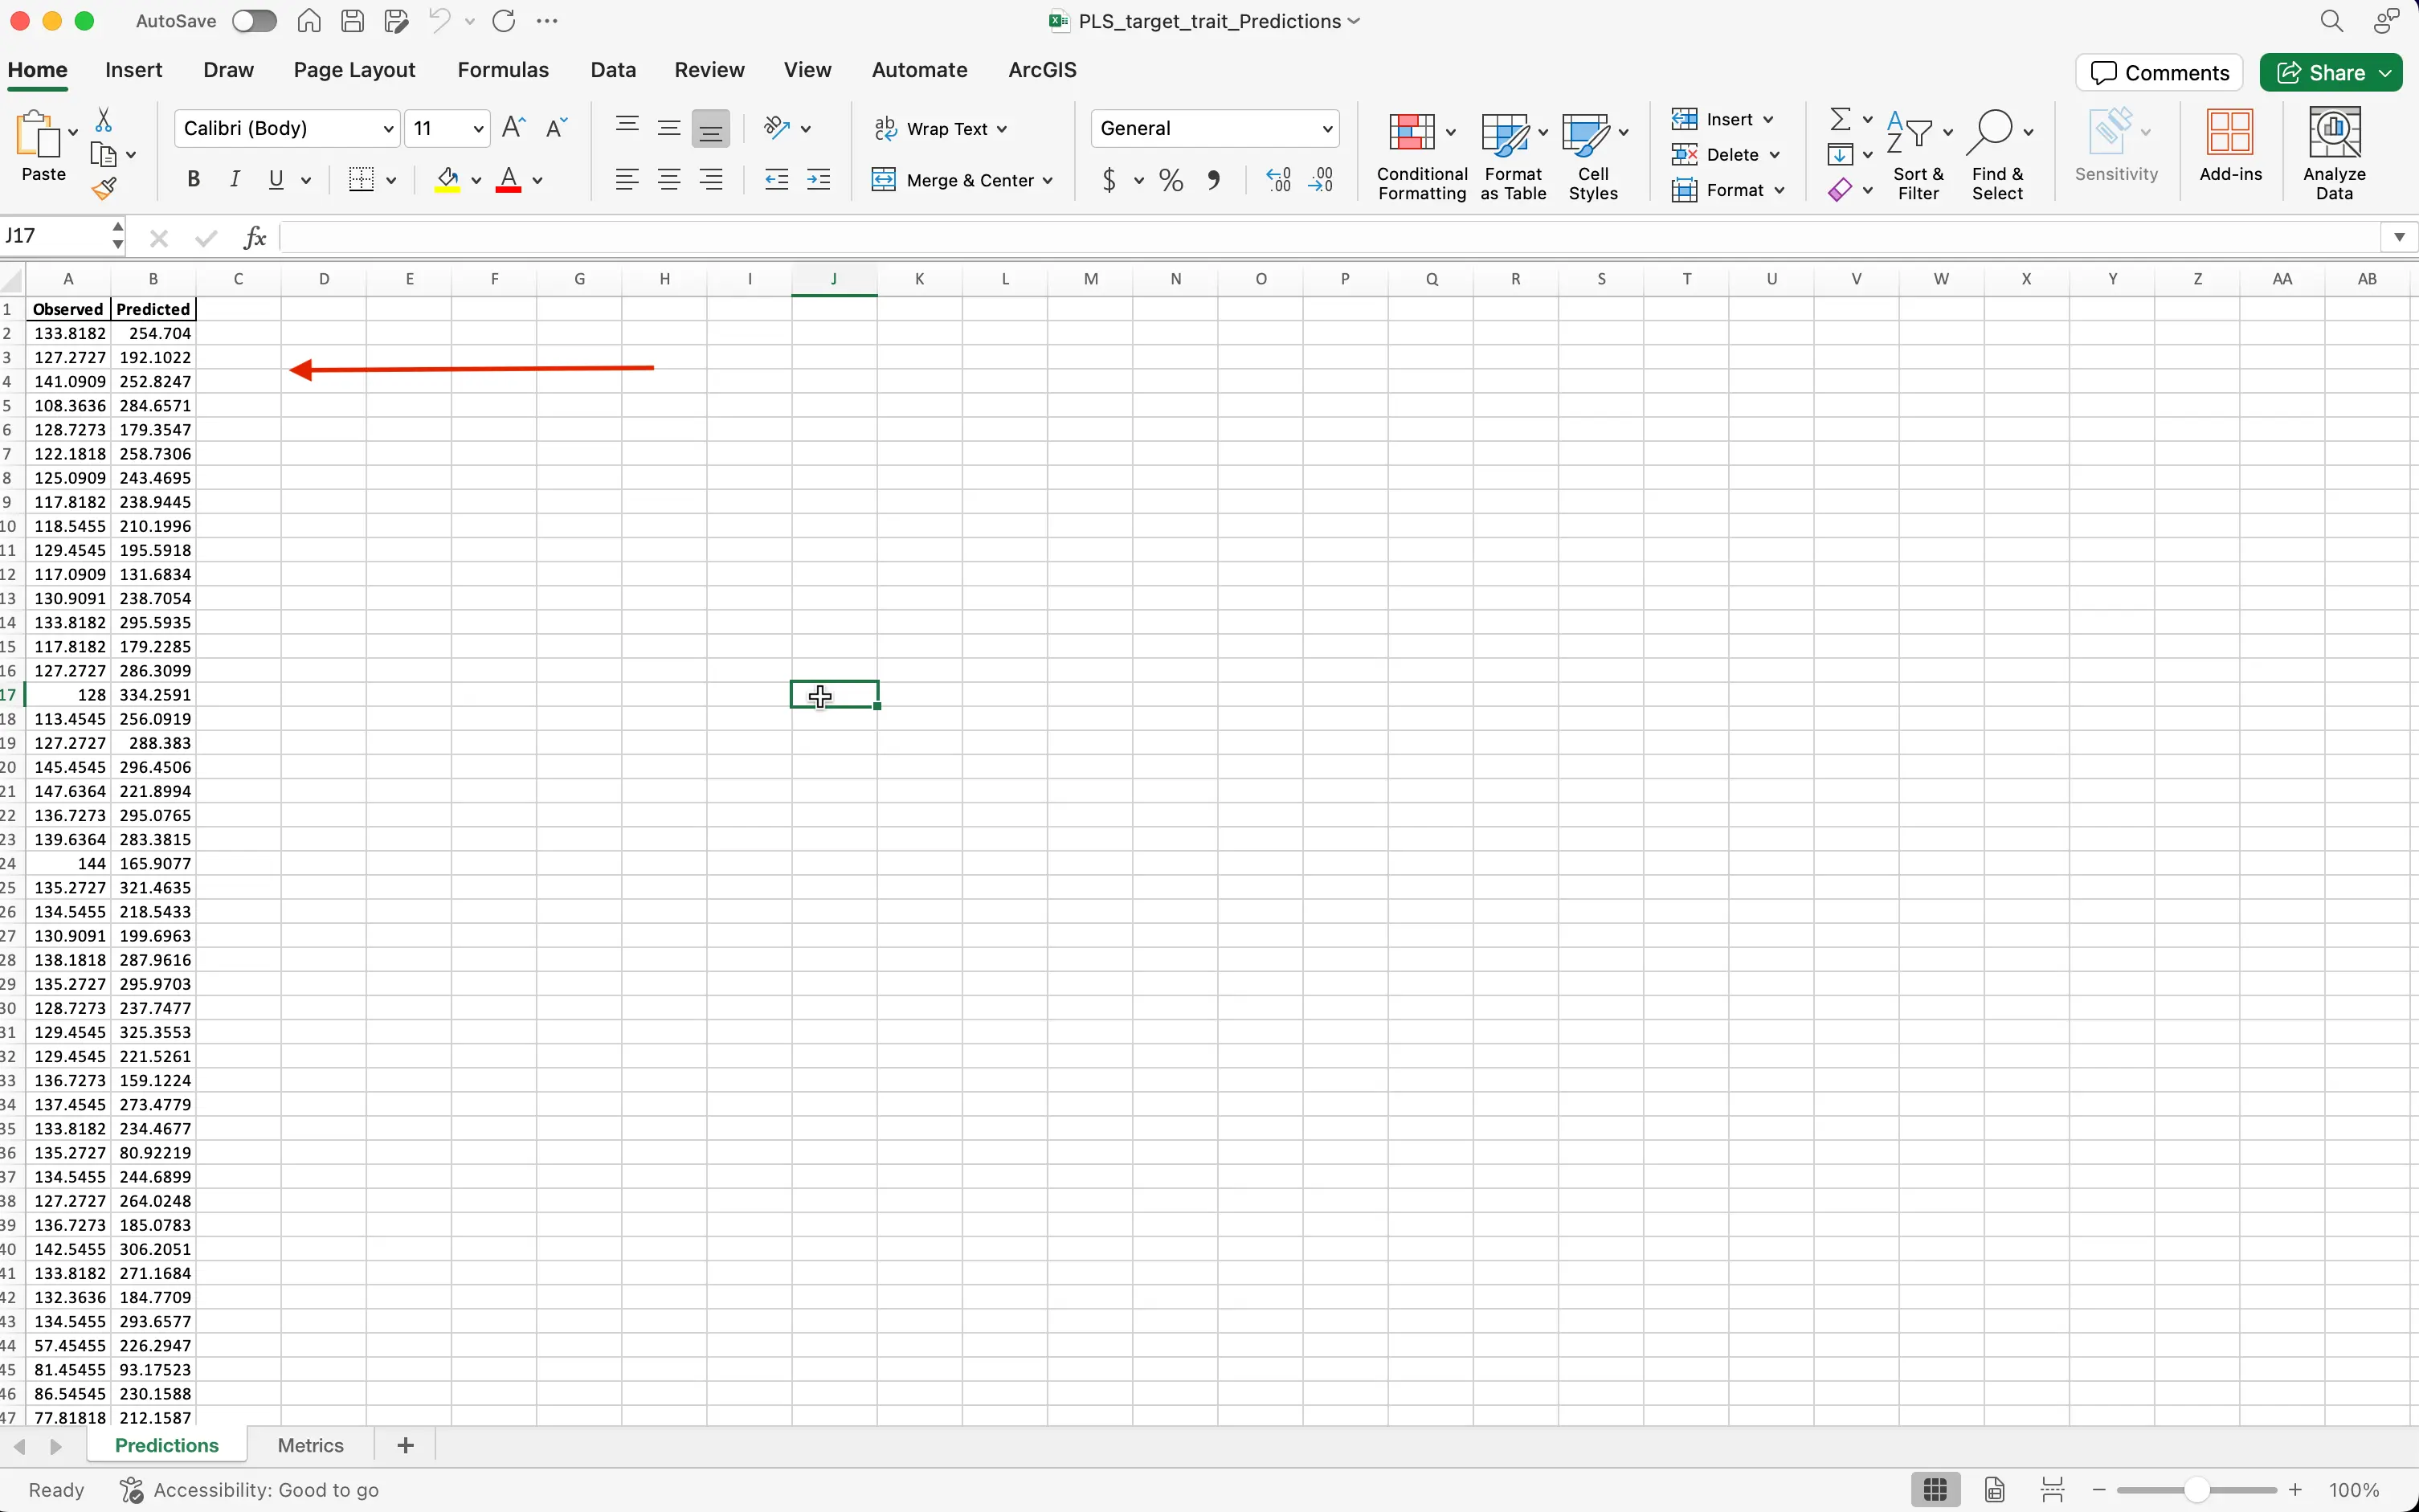 AutoSave
PLS_target_trait_Predictions
Home Insert Draw Page Layout Formulas Data Review View Automate ArcGIS
Comments Share
Paste
Calibri (Body) 11
B I U
Wrap Text
Merge & Center
General
Conditional Formatting
Format as Table
Cell Styles
Insert
Delete
Format
Sort & Filter
Find & Select
Sensitivity
Add-ins
Analyze Data
J17 fx
A B C D E F G H I J K L M N O P Q R S T U V W X Y Z AA AB
1 Observed Predicted
2 133.8182 254.704
3 127.2727 192.1022
4 141.0909 252.8247
5 108.3636 284.6571
6 128.7273 179.3547
7 122.1818 258.7306
8 125.0909 243.4695
9 117.8182 238.9445
10 118.5455 210.1996
11 129.4545 195.5918
12 117.0909 131.6834
13 130.9091 238.7054
14 133.8182 295.5935
15 117.8182 179.2285
16 127.2727 286.3099
17 128 334.2591
18 113.4545 256.0919
19 127.2727 288.383
20 145.4545 296.4506
21 147.6364 221.8994
22 136.7273 295.0765
23 139.6364 283.3815
24 144 165.9077
25 135.2727 321.4635
26 134.5455 218.5433
27 130.9091 199.6963
28 138.1818 287.9616
29 135.2727 295.9703
30 128.7273 237.7477
31 129.4545 325.3553
32 129.4545 221.5261
33 136.7273 159.1224
34 137.4545 273.4779
35 133.8182 234.4677
36 135.2727 80.92219
37 134.5455 244.6899
38 127.2727 264.0248
39 136.7273 185.0783
40 142.5455 306.2051
41 133.8182 271.1684
42 132.3636 184.7709
43 134.5455 293.6577
44 57.45455 226.2947
45 81.45455 93.17523
46 86.54545 230.1588
47 77.81818 212.1587
Predictions Metrics +
Ready Accessibility: Good to go 100%